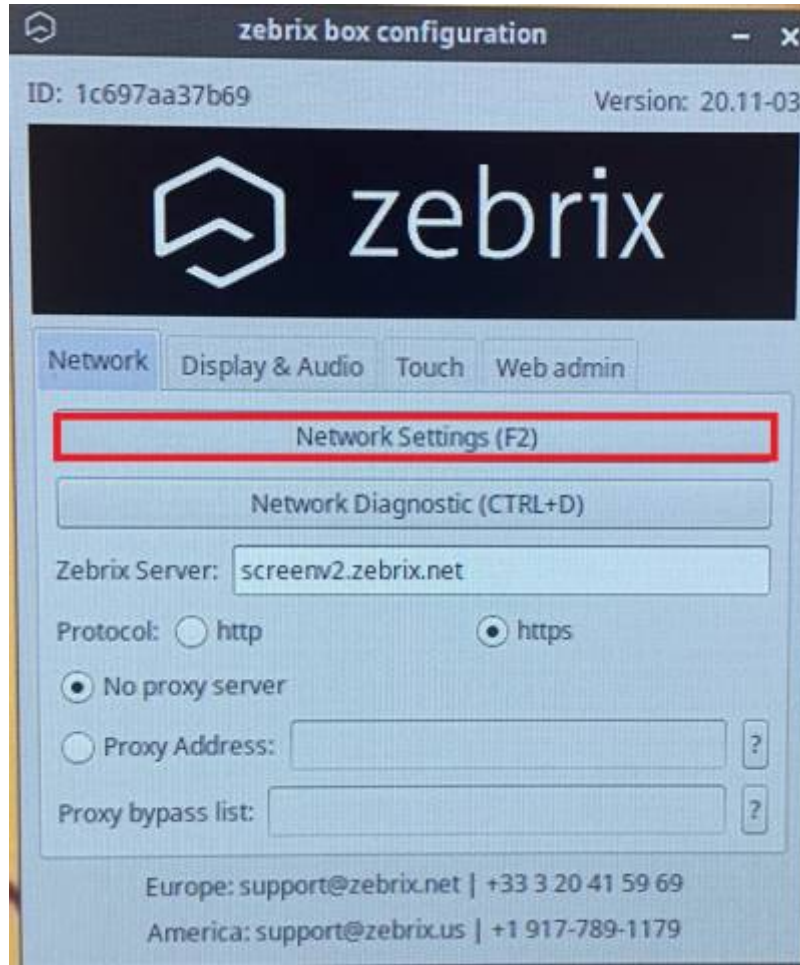 zebrix box configuration
ID: 1c697aa37b69 Version: 20.11-03
zebrix
Network Display & Audio Touch Web admin
Network Settings (F2)
Network Diagnostic (CTRL+D)
Zebrix Server: screenv2.zebrix.net
Protocol: http https
No proxy server
Proxy Address: ?
Proxy bypass list: ?
Europe: support@zebrix.net | +33 3 20 41 59 69
America: support@zebrix.us | +1 917-789-1179